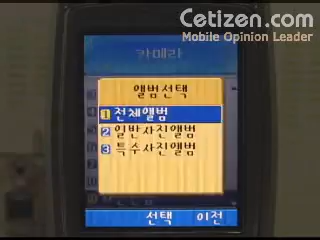 Cetizen.com
Mobile Opinion Leader
카메라
앨범선택
1 전체앨범
2 일반사진앨범
3 특수사진앨범
선택 이전